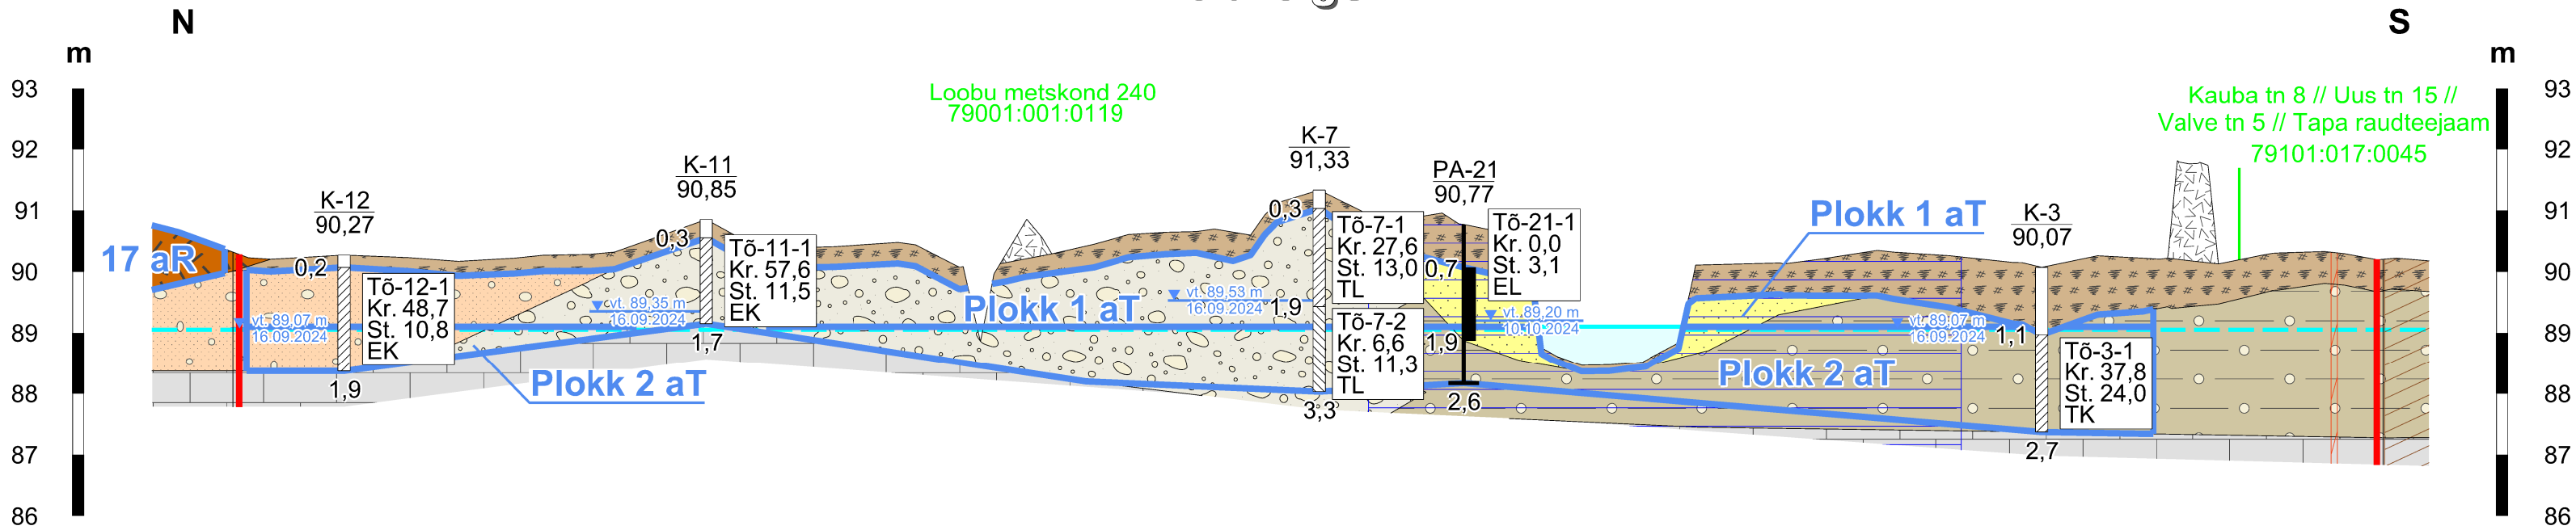 N
S
m
m
93
92
91
90
89
88
87
86
93
92
91
90
89
88
87
86
Loobu metskond 240
79001:001:0119
Kauba tn 8 // Uus tn 15 //
Valve tn 5 // Tapa raudteejaam
79101:017:0045
K-12
90,27
K-11
90,85
K-7
91,33
PA-21
90,77
K-3
90,07
17 aR
0,2
0,3
0,3
0,7
1,9
1,9
1,1
Tõ-12-1
Kr. 48,7
St. 10,8
EK
Tõ-11-1
Kr. 57,6
St. 11,5
EK
Tõ-7-1
Kr. 27,6
St. 13,0
TL
Tõ-7-2
Kr. 6,6
St. 11,3
TL
Tõ-21-1
Kr. 0,0
St. 3,1
EL
Tõ-3-1
Kr. 37,8
St. 24,0
TK
vt. 89,07 m
16.09.2024
vt. 89,35 m
16.09.2024
vt. 89,53 m
16.09.2024
vt. 89,20 m
10.10.2024
vt. 89,07 m
16.09.2024
Plokk 1 aT
Plokk 1 aT
Plokk 2 aT
Plokk 2 aT
1,9
1,7
3,3
2,6
2,7